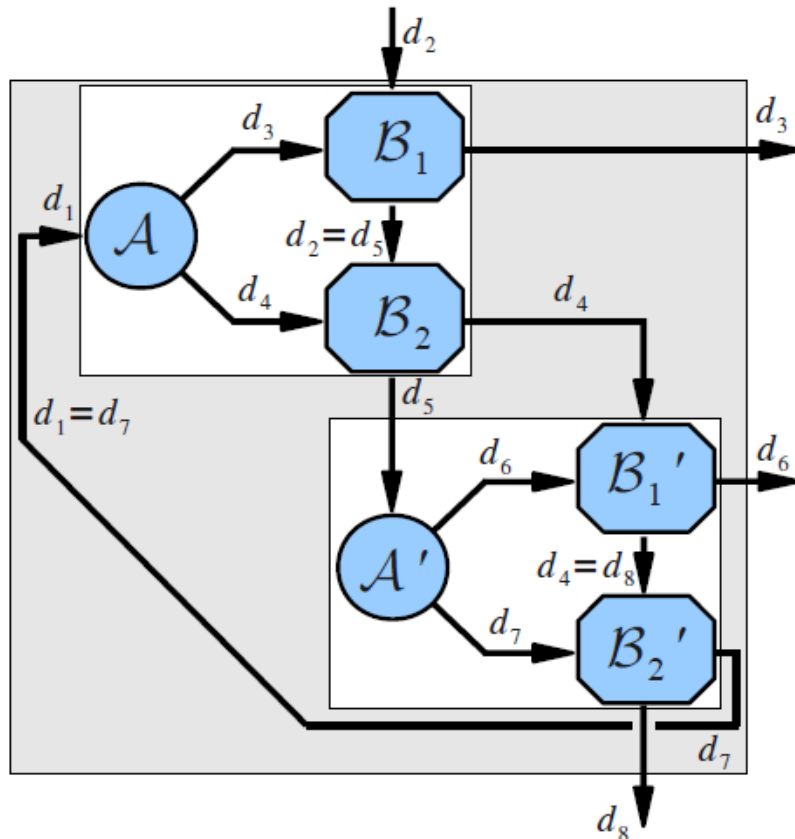 d₂
d₃
d₃
ℬ₁
d₁
𝒜
d₂=d₅
d₄
ℬ₂
d₄
d₅
d₁=d₇
d₆
ℬ₁′
d₆
𝒜′
d₄=d₈
d₇
ℬ₂′
d₇
d₈